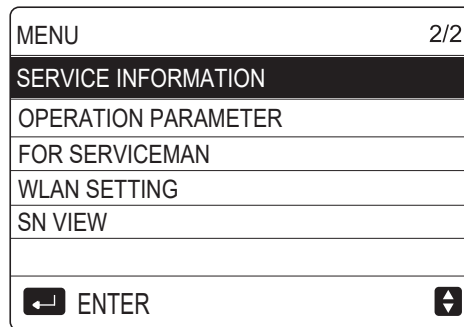 MENU 2/2
SERVICE INFORMATION
OPERATION PARAMETER
FOR SERVICEMAN
WLAN SETTING
SN VIEW
ENTER